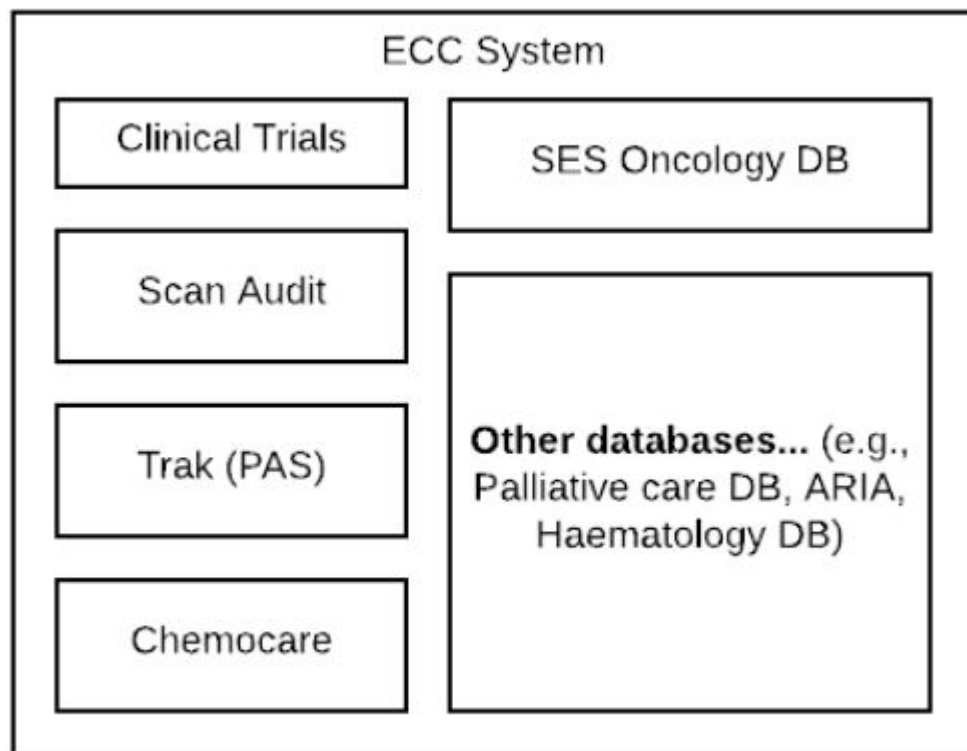 ECC System
Clinical Trials
Scan Audit
Trak (PAS)
Chemocare
SES Oncology DB
Other databases... (e.g.,
Palliative care DB, ARIA,
Haematology DB)